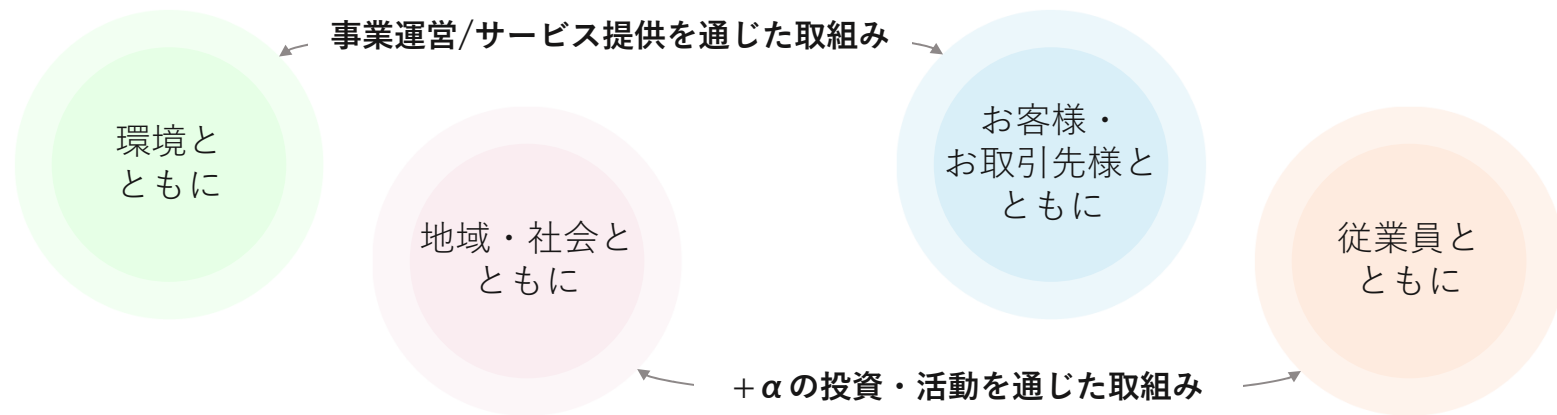 事業運営/サービス提供を通じた取組み
環境と
ともに
地域・社会と
ともに
お客様・
お取引先様と
ともに
従業員と
ともに
+αの投資・活動を通じた取組み